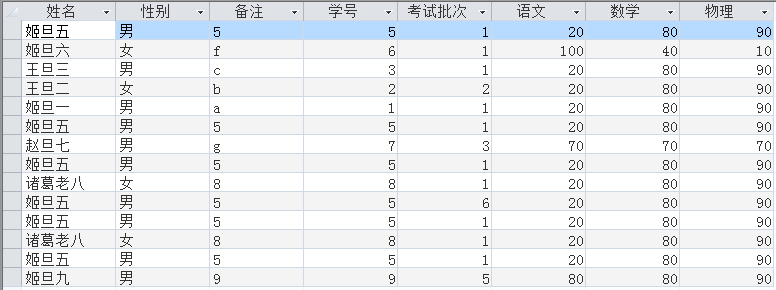 姓名 性别 备注 学号 考试批次 语文 数学 物理
姬旦五 男 5 5 1 20 80 90
姬旦六 女 f 6 1 100 40 10
王旦三 男 c 3 1 20 80 90
王旦二 女 b 2 2 20 80 90
姬旦一 男 a 1 1 20 80 90
姬旦五 男 5 5 1 20 80 90
赵旦七 男 g 7 3 70 70 70
姬旦五 男 5 5 1 20 80 90
诸葛老八 女 8 8 1 20 80 90
姬旦五 男 5 5 6 20 80 90
姬旦五 男 5 5 1 20 80 90
诸葛老八 女 8 8 1 20 80 90
姬旦五 男 5 5 1 20 80 90
姬旦九 男 9 9 5 80 80 90